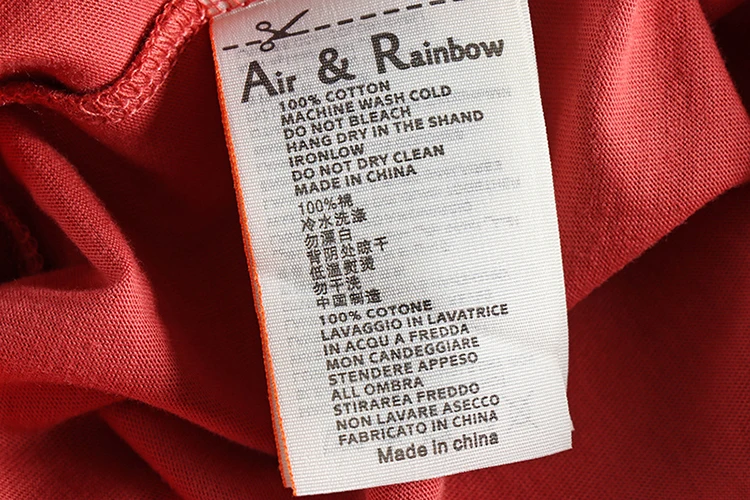 Air & Rainbow
100% COTTON
MACHINE WASH COLD
DO NOT BLEACH
HANG DRY IN THE SHAND
IRONLOW
DO NOT DRY CLEAN
MADE IN CHINA
100%棉
冷水洗涤
勿漂白
背阴处晾干
低温熨烫
勿干洗
中国制造
100% COTONE
LAVAGGIO IN LAVATRICE
IN ACQU A FREDDA
MON CANDEGGIARE
STENDERE APPESO
ALL OMBRA
STIRAREA FREDDO
NON LAVARE ASECCO
FABRICATO IN CHINA
Made in china